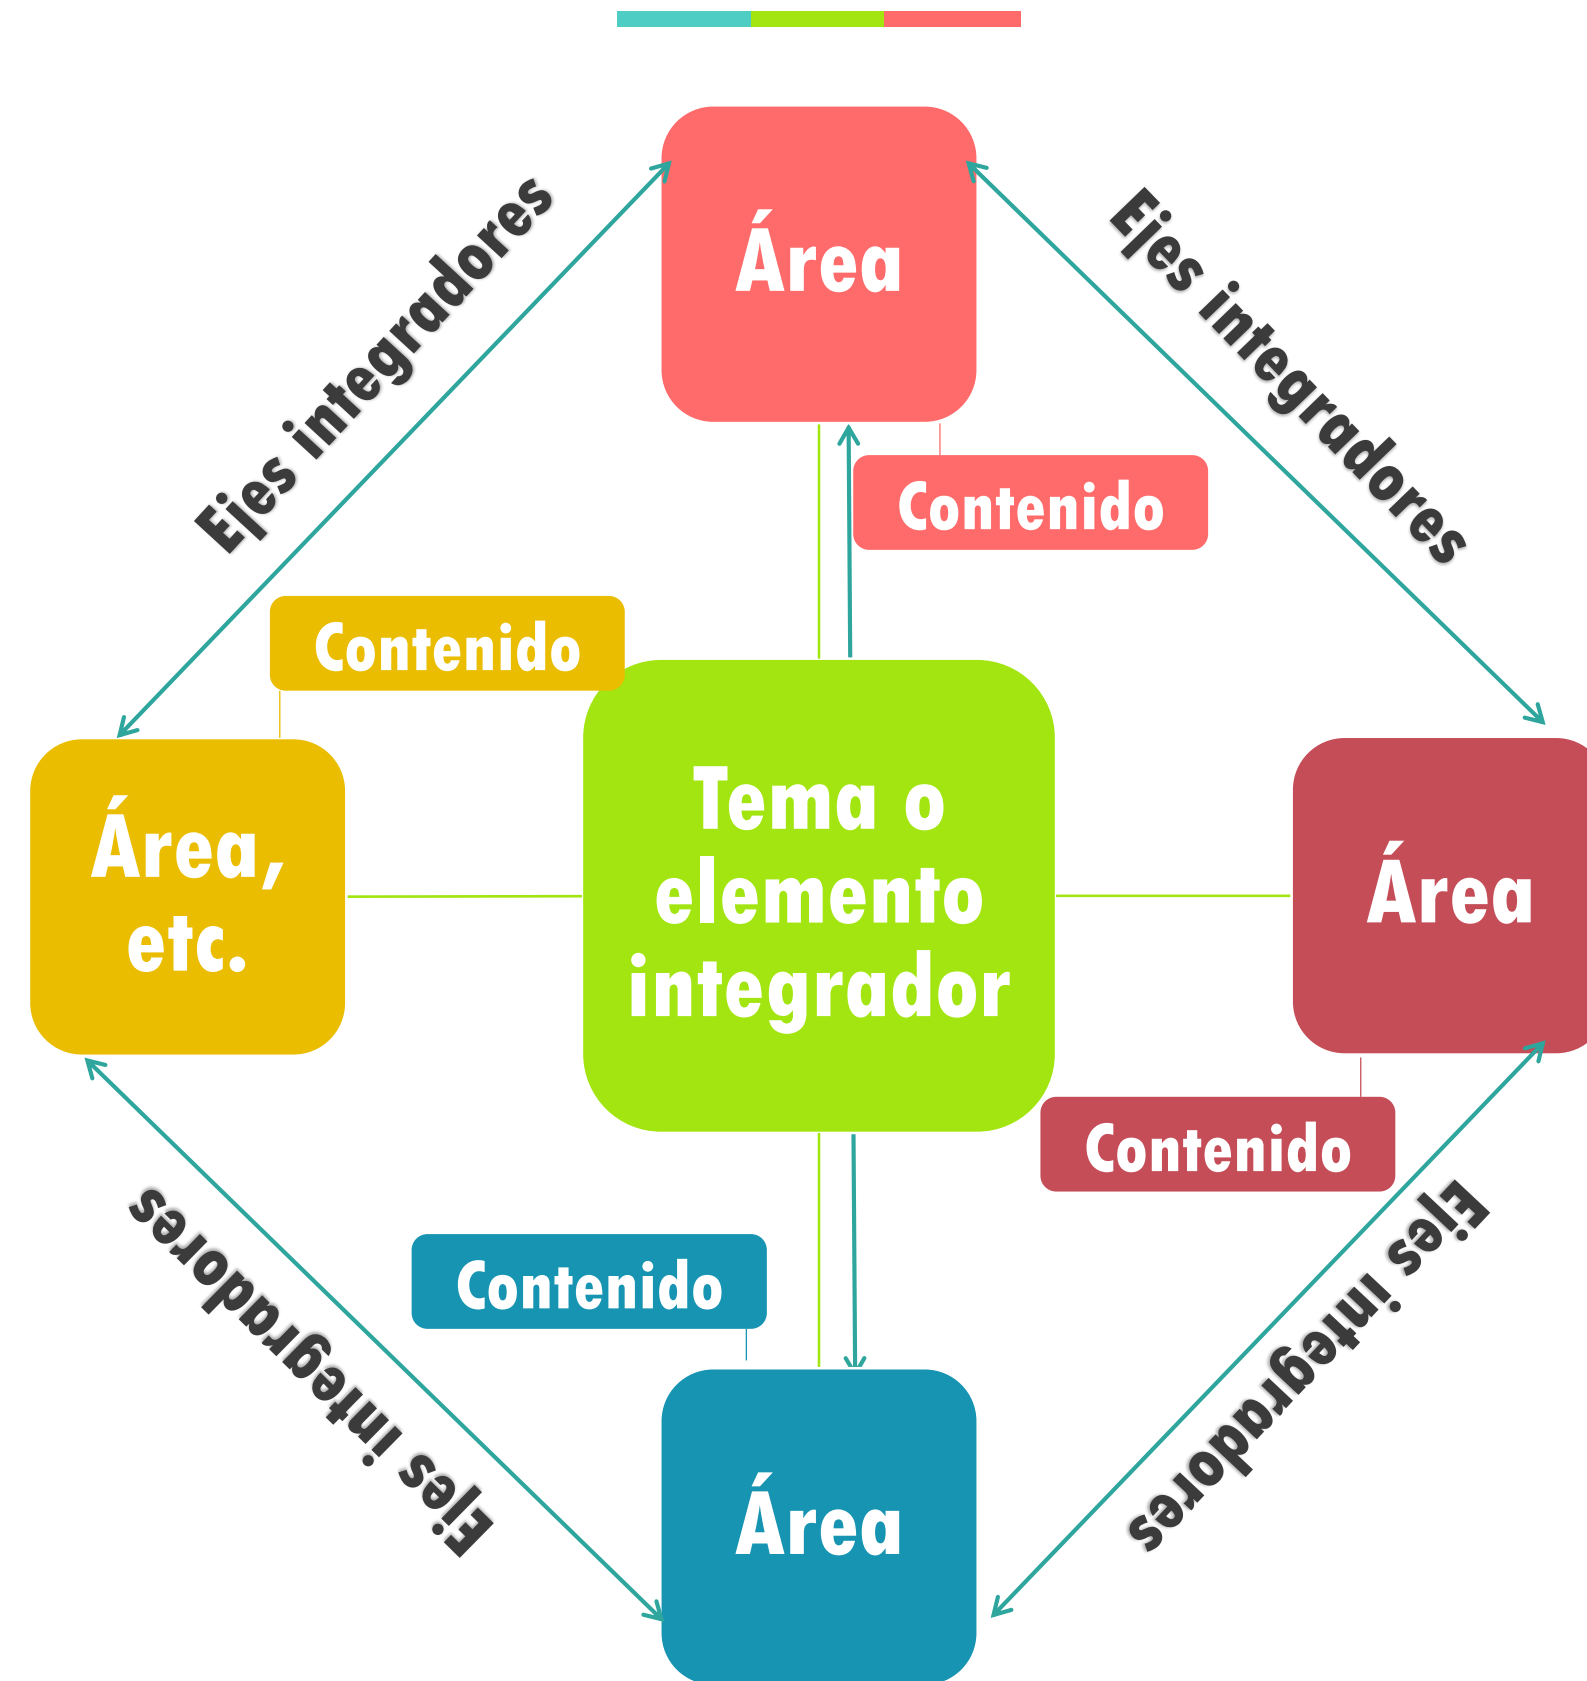 Área
Ejes integradores
Ejes integradores
Contenido
Contenido
Área,
etc.
Tema o
elemento
integrador
Área
Contenido
Ejes integradores
Contenido
Ejes integradores
Área